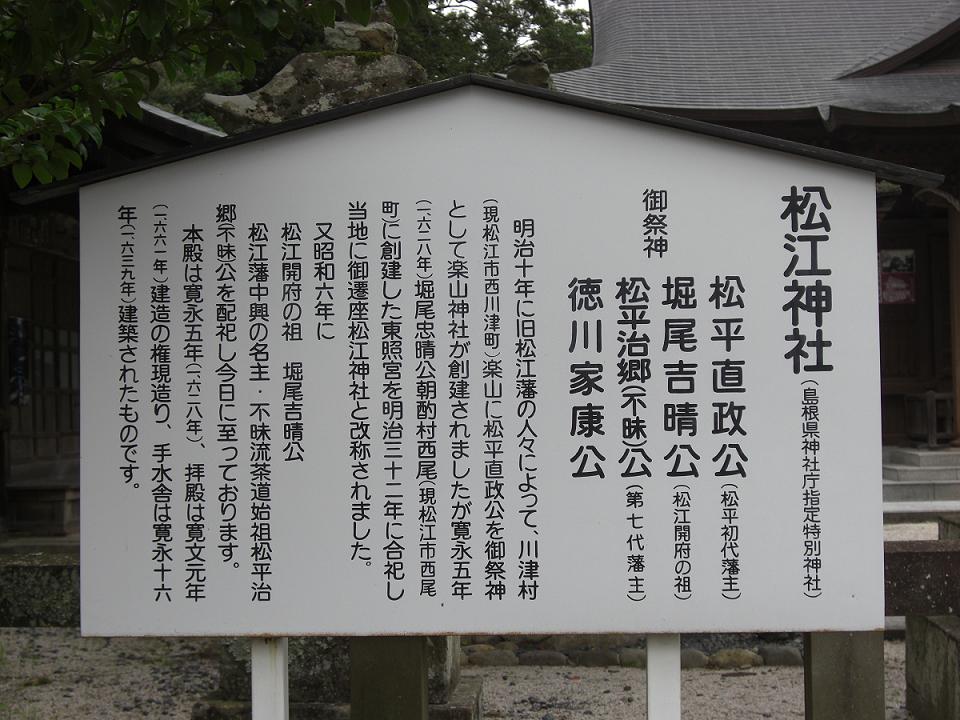 松江神社(島根県神社庁指定特別神社)
御祭神
松平直政公(松平初代藩主)
堀尾吉晴公(松江開府の祖)
松平治郷(不昧)公(第七代藩主)
徳川家康公
明治十年に旧松江藩の人々によって、川津村
(現松江市西川津町)楽山に松平直政公を御祭神
として楽山神社が創建されましたが寛永五年
(一六二八年)堀尾忠晴公朝酌村西尾(現松江市西尾
町)に創建した東照宮を明治三十二年に合祀し
当地に御遷座松江神社と改称されました。
又昭和六年に
松江開府の祖 堀尾吉晴公
松江藩中興の名主・不昧流茶道始祖松平治
郷(不昧)公を配祀し今日に至っております。
本殿は寛永五年(一六二八年)、拝殿は寛文元年
(一六六一年)建造の権現造り、手水舎は寛永十六
年(一六三九年)建築されたものです。